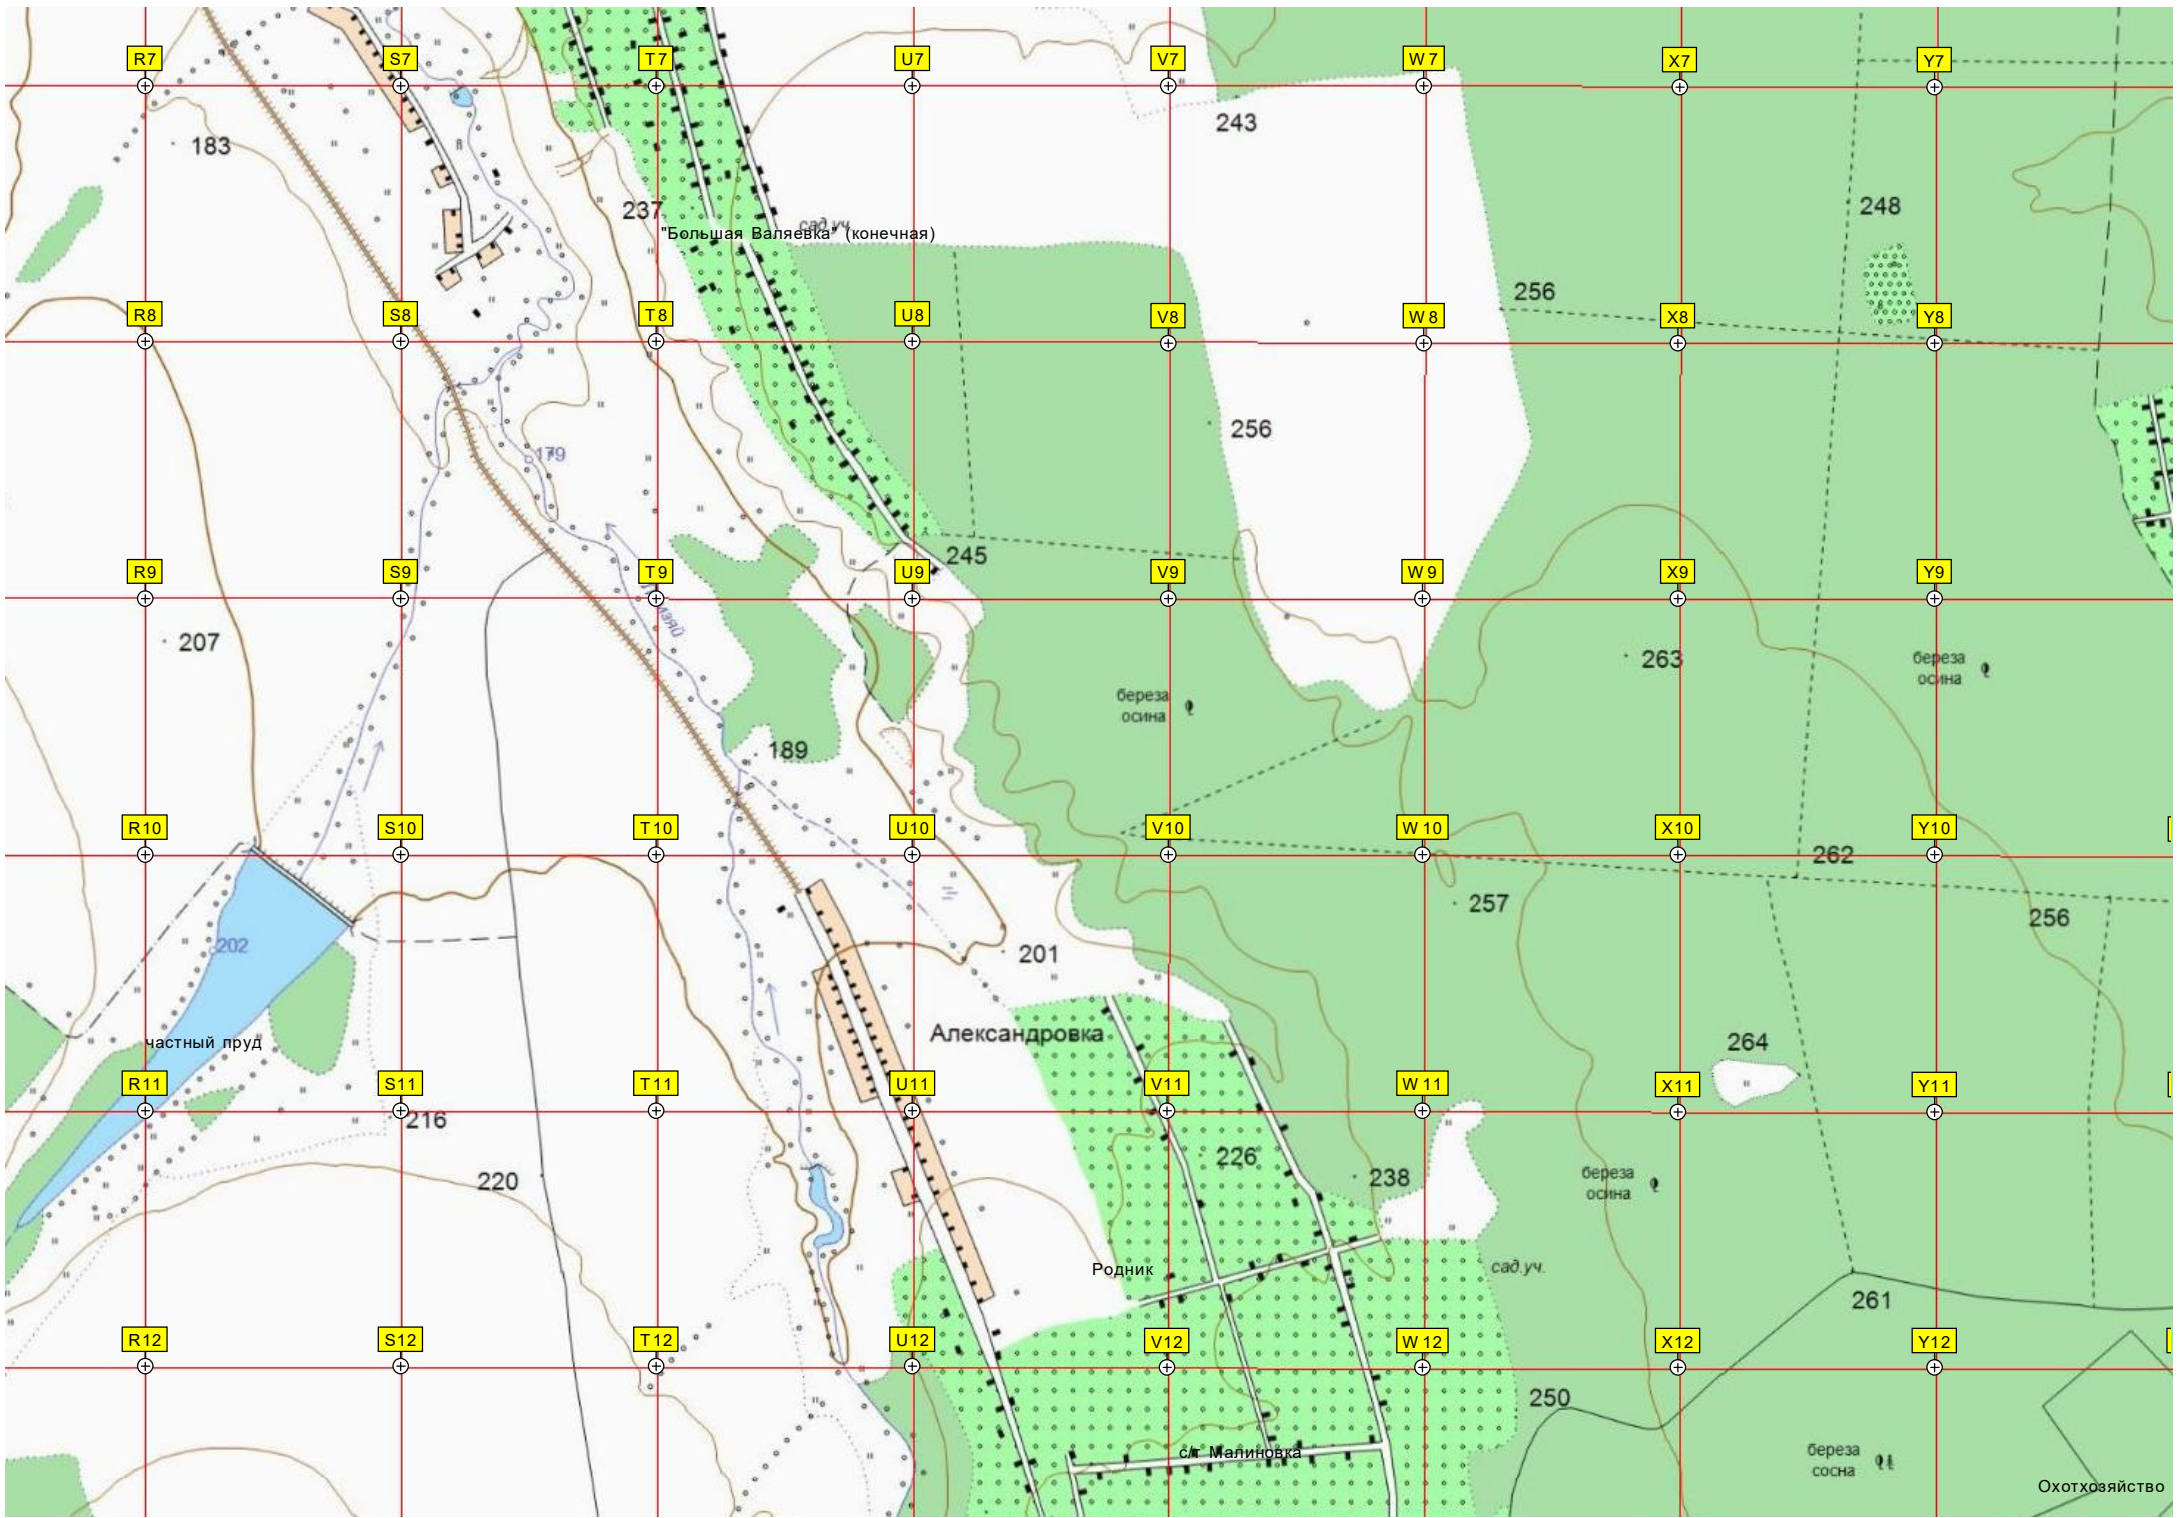 R7
S7
T7
U7
V7
W7
X7
Y7
243
183
237
сад.уч.
"Большая Валяевка" (конечная)
248
256
R8
S8
T8
U8
V8
W8
X8
Y8
256
179
245
R9
S9
T9
U9
V9
W9
X9
Y9
207
263
береза
осина
береза
осина
189
R10
S10
T10
U10
V10
W10
X10
Y10
262
257
256
202
201
Александровка
частный пруд
264
R11
S11
T11
U11
V11
W11
X11
Y11
216
226
220
238
береза
осина
Родник
сад.уч.
261
R12
S12
T12
U12
V12
W12
X12
Y12
250
с/т Малиновка
береза
сосна
Охотхозяйство